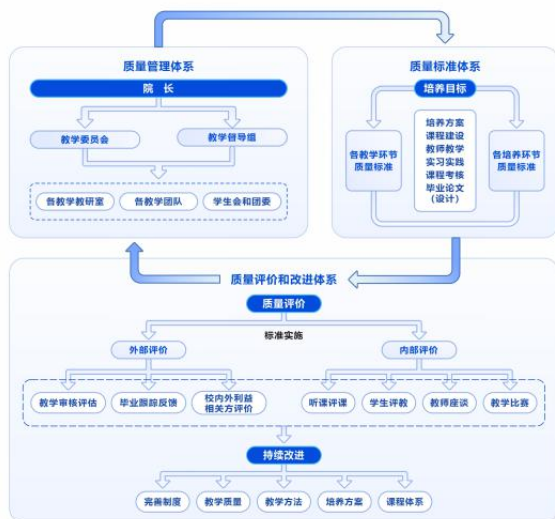 质量管理体系
院 长
教学委员会
教学督导组
各教学教研室
各教学团队
学生会和团委
质量标准体系
培养目标
各教学环节
质量标准
培养方案
课程建设
教师教学
实习实践
课程考核
毕业论文
(设计)
各培养环节
质量标准
质量评价和改进体系
质量评价
标准实施
外部评价
内部评价
教学审核评估
毕业跟踪反馈
校内外利益
相关方评价
听课评课
学生评教
教师座谈
教学比赛
持续改进
完善制度
教学质量
教学方法
培养方案
课程体系